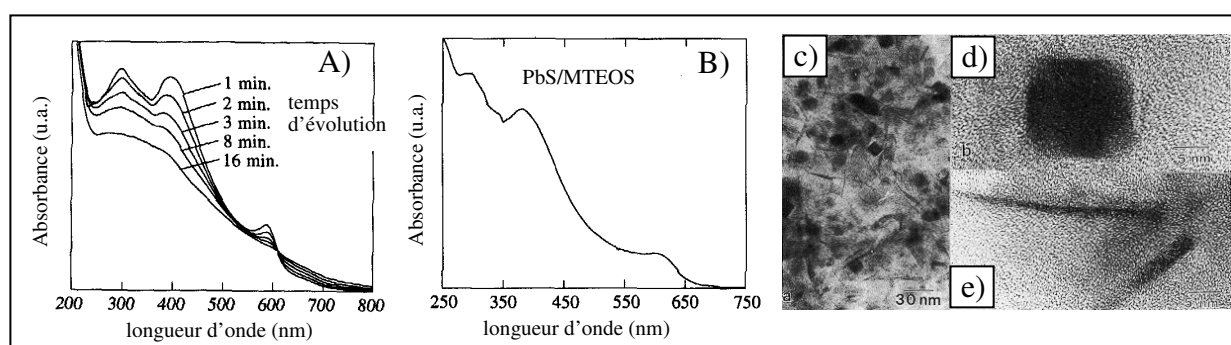 A)
Absorbance (u.a.)
1 min.
2 min.
3 min.
8 min.
16 min.
temps
d'évolution
200 300 400 500 600 700 800
longueur d'onde (nm)
B)
Absorbance (u.a.)
PbS/MTEOS
250 350 450 550 650 750
longueur d'onde (nm)
c)
a
30 nm
d)
b
5 nm
e)